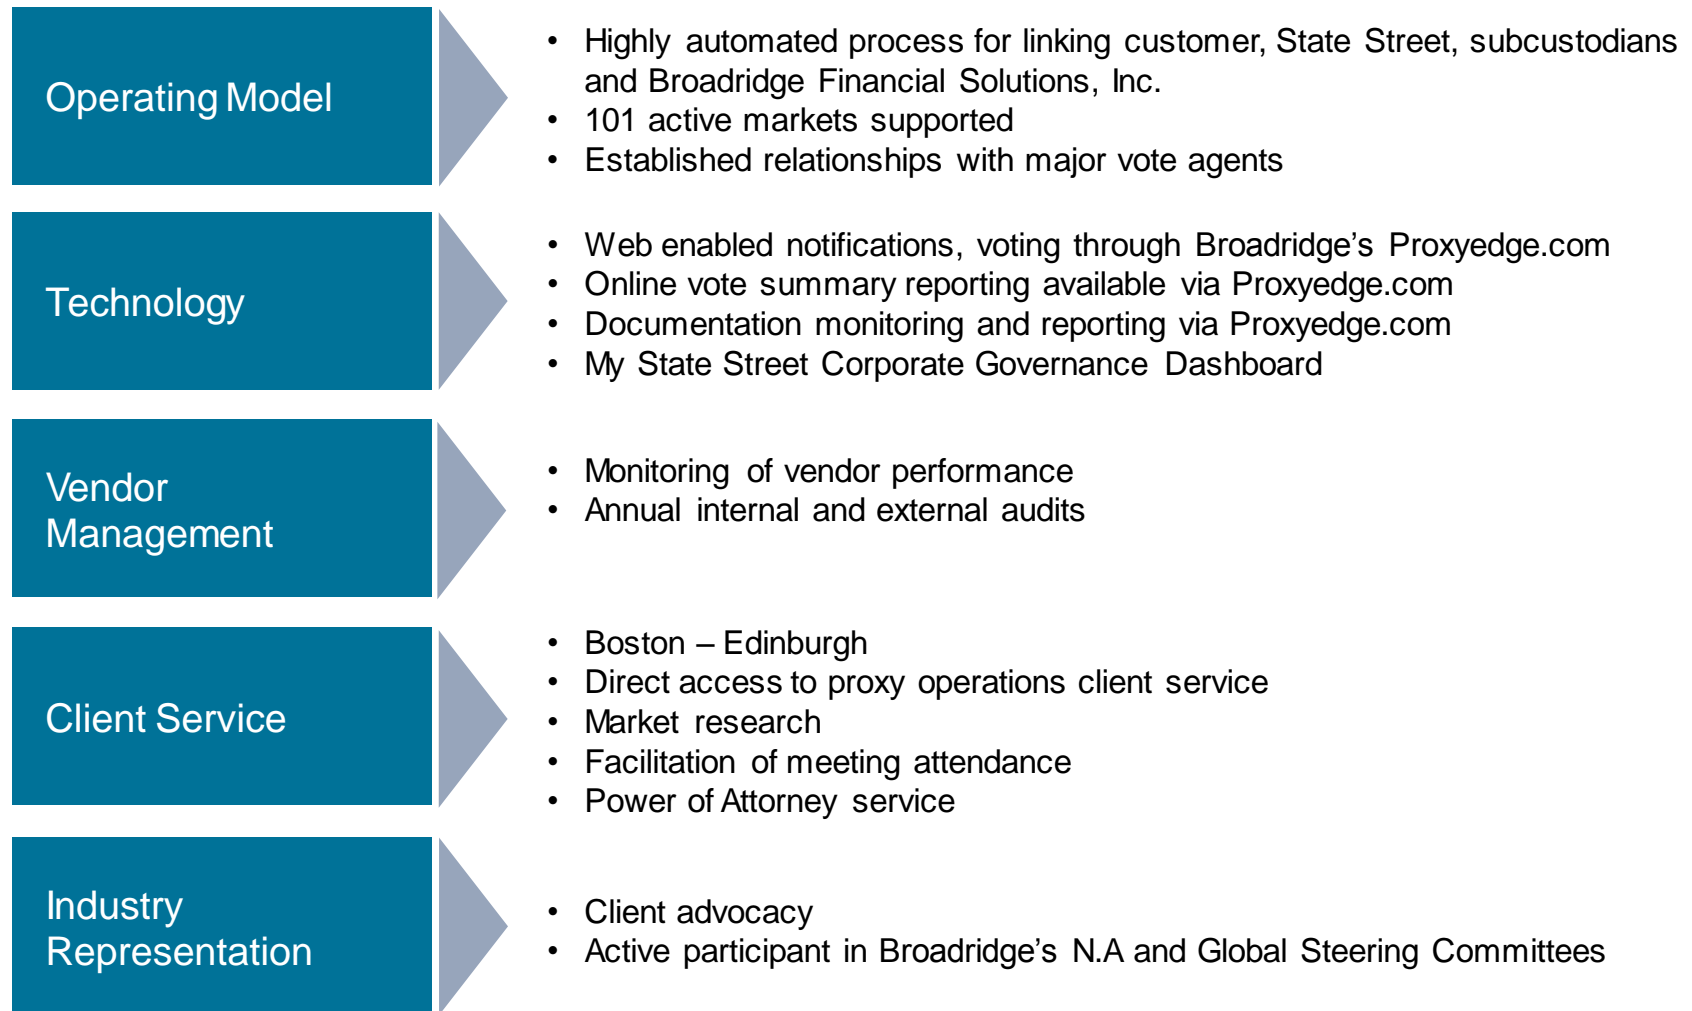 Operating Model
• Highly automated process for linking customer, State Street, subcustodians
and Broadridge Financial Solutions, Inc.
• 101 active markets supported
• Established relationships with major vote agents
Technology
• Web enabled notifications, voting through Broadridge’s Proxyedge.com
• Online vote summary reporting available via Proxyedge.com
• Documentation monitoring and reporting via Proxyedge.com
• My State Street Corporate Governance Dashboard
Vendor
Management
• Monitoring of vendor performance
• Annual internal and external audits
Client Service
• Boston – Edinburgh
• Direct access to proxy operations client service
• Market research
• Facilitation of meeting attendance
• Power of Attorney service
Industry
Representation
• Client advocacy
• Active participant in Broadridge’s N.A and Global Steering Committees